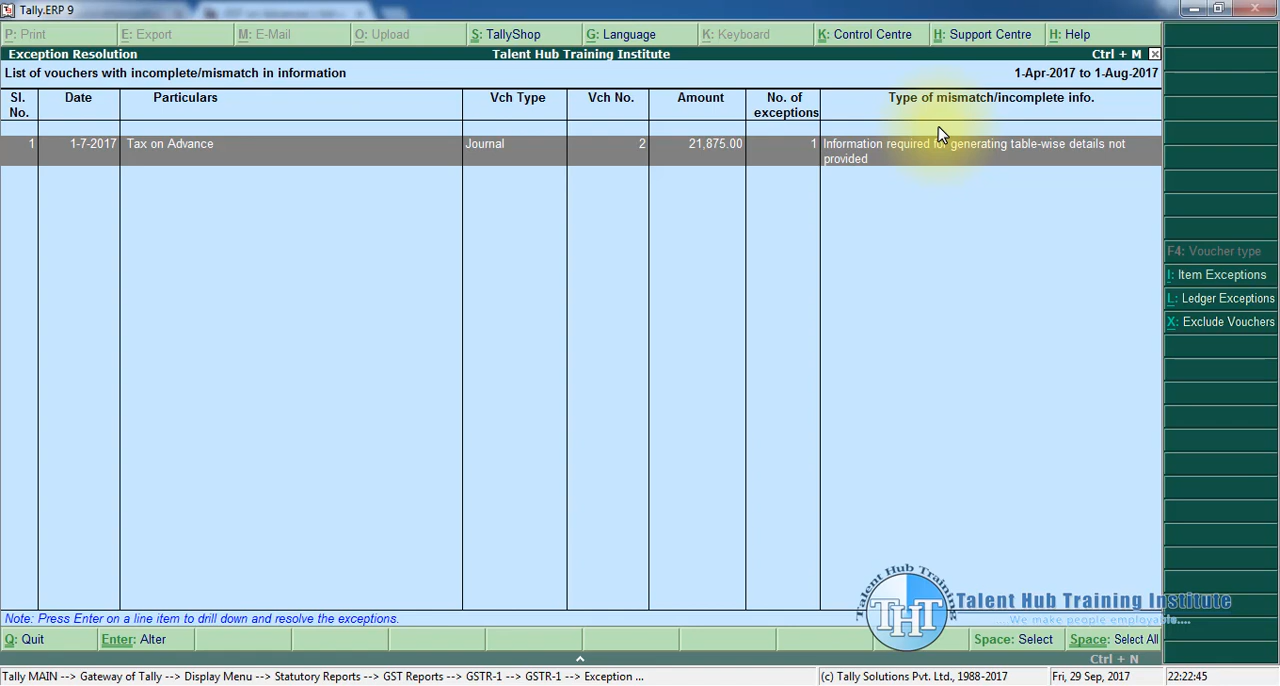 Tally.ERP 9
P: Print
E: Export
M: E-Mail
O: Upload
S: TallyShop
G: Language
K: Keyboard
K: Control Centre
H: Support Centre
H: Help
Exception Resolution
Talent Hub Training Institute
Ctrl + M
List of vouchers with incomplete/mismatch in information
1-Apr-2017 to 1-Aug-2017
Sl. No.
Date
Particulars
Vch Type
Vch No.
Amount
No. of exceptions
Type of mismatch/incomplete info.
1 1-7-2017 Tax on Advance Journal 2 21,875.00 1 Information required for generating table-wise details not
provided
F4: Voucher type
I: Item Exceptions
L: Ledger Exceptions
X: Exclude Vouchers
Talent Hub Training
THT
Talent Hub Training Institute
...We make people employable....
Note: Press Enter on a line item to drill down and resolve the exceptions.
Q: Quit
Enter: Alter
Space: Select
Space: Select All
Ctrl + N
Tally MAIN --> Gateway of Tally --> Display Menu --> Statutory Reports --> GST Reports --> GSTR-1 --> GSTR-1 --> Exception ...
(c) Tally Solutions Pvt. Ltd., 1988-2017
Fri, 29 Sep, 2017
22:22:45